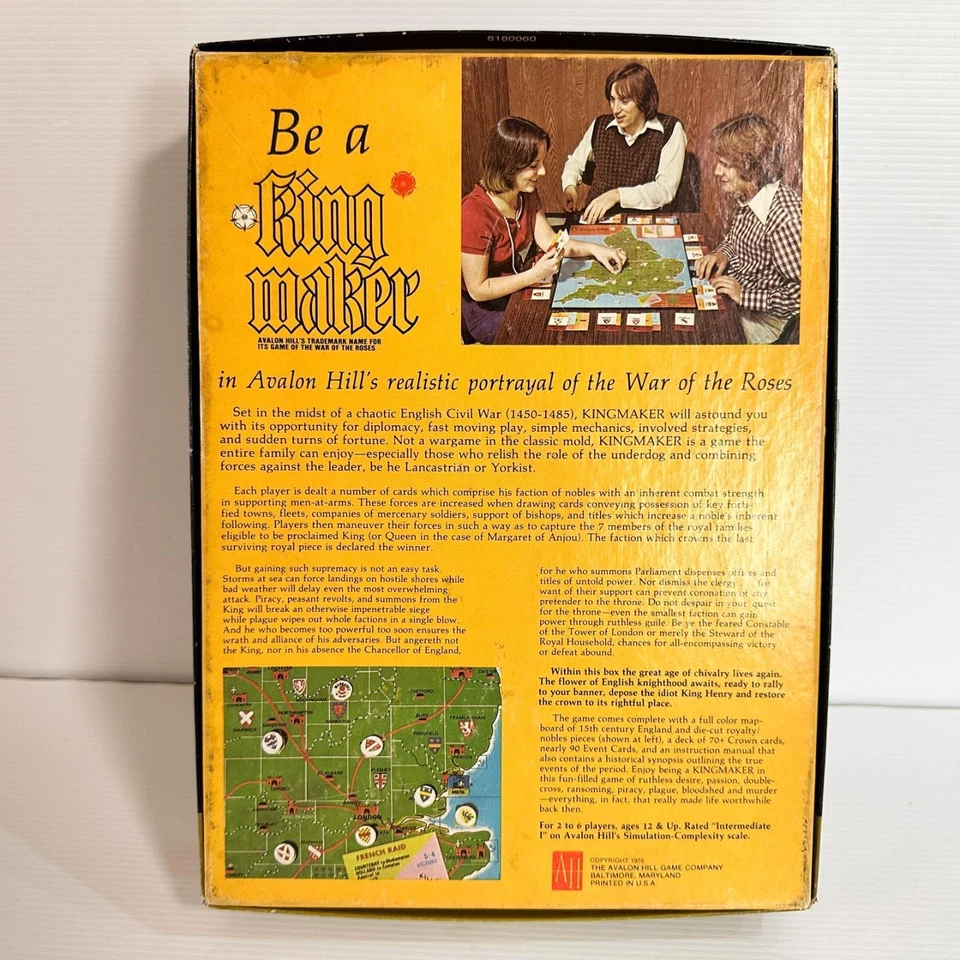 8180060
Be a
King
maker
AVALON HILL'S TRADEMARK NAME FOR
ITS GAME OF THE WAR OF THE ROSES
in Avalon Hill's realistic portrayal of the War of the Roses
Set in the midst of a chaotic English Civil War (1450-1485), KINGMAKER will astound you
with its opportunity for diplomacy, fast moving play, simple mechanics, involved strategies,
and sudden turns of fortune. Not a wargame in the classic mold, KINGMAKER is a game the
entire family can enjoy—especially those who relish the role of the underdog and combining
forces against the leader, be he Lancastrian or Yorkist.
Each player is dealt a number of cards which comprise his faction of nobles with an inherent combat strength
in supporting men-at-arms. These forces are increased when drawing cards conveying possession of key forti-
fied towns, fleets, companies of mercenary soldiers, support of bishops, and titles which increase a noble's inherent
following. Players then maneuver their forces in such a way as to capture the 7 members of the royal families
eligible to be proclaimed King (or Queen in the case of Margaret of Anjou). The faction which crowns the last
surviving royal piece is declared the winner.
But gaining such supremacy is not an easy task.
Storms at sea can force landings on hostile shores while
bad weather will delay even the most overwhelming
attack. Piracy, peasant revolts, and summons from the
King will break an otherwise impenetrable siege
while plague wipes out whole factions in a single blow.
And he who becomes too powerful too soon ensures the
wrath and alliance of his adversaries. But angereth not
the King, nor in his absence the Chancellor of England,
for he who summons Parliament dispenses offices and
titles of untold power. Nor dismiss the clergy . . . for
want of their support can prevent coronation of any
pretender to the throne. Do not despair in your quest
for the throne—even the smallest faction can gain
power through ruthless guile. Be ye the feared Constable
of the Tower of London or merely the Steward of the
Royal Household, chances for all-encompassing victory
or defeat abound.
Within this box the great age of chivalry lives again.
The flower of English knighthood awaits, ready to rally
to your banner, depose the idiot King Henry and restore
the crown to its rightful place.
The game comes complete with a full color map-
board of 15th century England and die-cut royalty/
nobles pieces (shown at left), a deck of 70+ Crown cards,
nearly 90 Event Cards, and an instruction manual that
also contains a historical synopsis outlining the true
events of the period. Enjoy being a KINGMAKER in
this fun-filled game of ruthless desire, passion, double-
cross, ransoming, piracy, plague, bloodshed and murder
—everything, in fact, that really made life worthwhile
back then.
For 2 to 6 players, ages 12 & Up. Rated "Intermediate
I" on Avalon Hill's Simulation-Complexity scale.
COVENTRY
WARWICK
NORTHAMPTON
THETFORD
BURY
FRAMLINGHAM
WINGFIELD
IPSWICH
ST. ALBANS
PLESHEY
LONDON
CANTERBURY
FRENCH RAID
5-4
VICTORY
AH
COPYRIGHT 1976
THE AVALON HILL GAME COMPANY
BALTIMORE, MARYLAND
PRINTED IN U.S.A